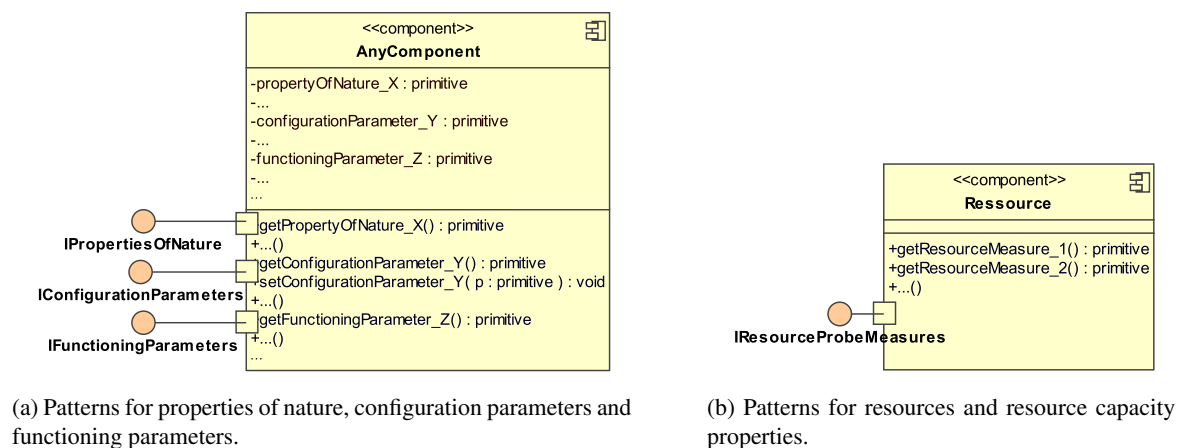 <<component>>
AnyComponent
-propertyOfNature_X : primitive
-...
-configurationParameter_Y : primitive
-...
-functioningParameter_Z : primitive
-...
...
getPropertyOfNature_X() : primitive
+...()
getConfigurationParameter_Y() : primitive
+setConfigurationParameter_Y( p : primitive ) : void
+...()
getFunctioningParameter_Z() : primitive
+...()
...
IPropertiesOfNature
IConfigurationParameters
IFunctioningParameters
(a) Patterns for properties of nature, configuration parameters and
functioning parameters.
<<component>>
Ressource
+getResourceMeasure_1() : primitive
+getResourceMeasure_2() : primitive
+...()
IResourceProbeMeasures
(b) Patterns for resources and resource capacity
properties.